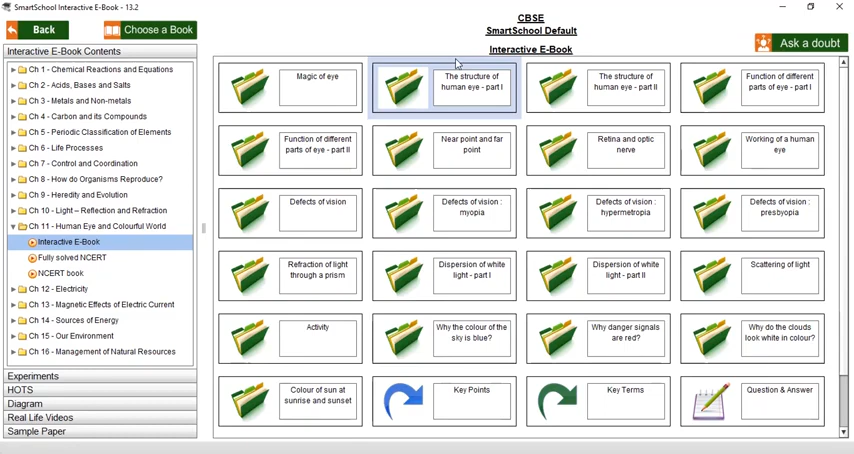 SmartSchool Interactive E-Book - 13.2
Back
Choose a Book
CBSE
SmartSchool Default
Interactive E-Book
Ask a doubt
Interactive E-Book Contents
Ch 1 - Chemical Reactions and Equations
Ch 2 - Acids, Bases and Salts
Ch 3 - Metals and Non-metals
Ch 4 - Carbon and its Compounds
Ch 5 - Periodic Classification of Elements
Ch 6 - Life Processes
Ch 7 - Control and Coordination
Ch 8 - How do Organisms Reproduce?
Ch 9 - Heredity and Evolution
Ch 10 - Light – Reflection and Refraction
Ch 11 - Human Eye and Colourful World
Interactive E-Book
Fully solved NCERT
NCERT book
Ch 12 - Electricity
Ch 13 - Magnetic Effects of Electric Current
Ch 14 - Sources of Energy
Ch 15 - Our Environment
Ch 16 - Management of Natural Resources
Experiments
HOTS
Diagram
Real Life Videos
Sample Paper
Magic of eye
The structure of
human eye - part I
The structure of
human eye - part II
Function of different
parts of eye - part I
Function of different
parts of eye - part II
Near point and far
point
Retina and optic
nerve
Working of a human
eye
Defects of vision
Defects of vision :
myopia
Defects of vision :
hypermetropia
Defects of vision :
presbyopia
Refraction of light
through a prism
Dispersion of white
light - part I
Dispersion of white
light - part II
Scattering of light
Activity
Why the colour of the
sky is blue?
Why danger signals
are red?
Why do the clouds
look white in colour?
Colour of sun at
sunrise and sunset
Key Points
Key Terms
Question & Answer